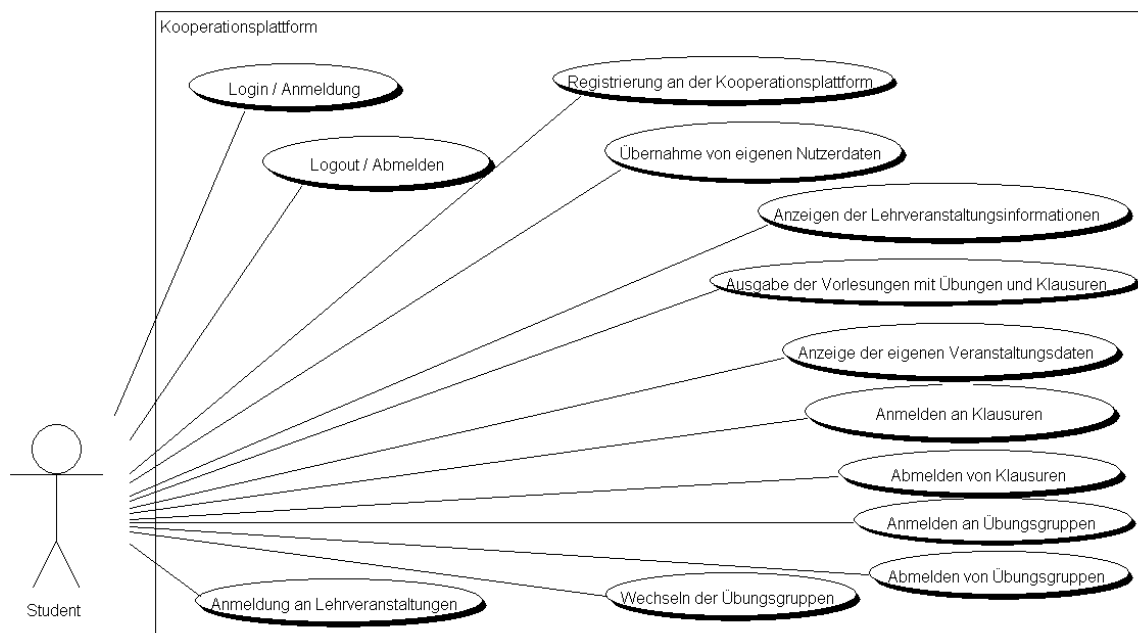 Kooperationsplattform
Login / Anmeldung
Registrierung an der Kooperationsplattform
Logout / Abmelden
Übernahme von eigenen Nutzerdaten
Anzeigen der Lehrveranstaltungsinformationen
Ausgabe der Vorlesungen mit Übungen und Klausuren
Anzeige der eigenen Veranstaltungsdaten
Anmelden an Klausuren
Abmelden von Klausuren
Anmelden an Übungsgruppen
Abmelden von Übungsgruppen
Wechseln der Übungsgruppen
Anmeldung an Lehrveranstaltungen
Student